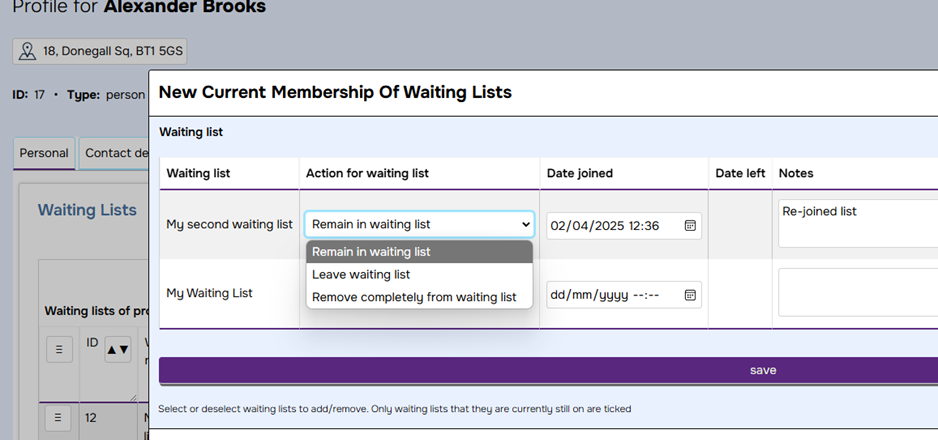 Profile for Alexander Brooks
18, Donegall Sq, BT1 5GS
ID: 17 • Type: person
New Current Membership Of Waiting Lists
Waiting list
Personal
Contact de
Waiting list Action for waiting list Date joined Date left Notes
Waiting Lists
My second waiting list Remain in waiting list 02/04/2025 12:36 Re-joined list
Remain in waiting list
Leave waiting list
Remove completely from waiting list
My Waiting List dd/mm/yyyy --:--
Waiting lists of pro
ID ▲▼
save
Select or deselect waiting lists to add/remove. Only waiting lists that they are currently still on are ticked
12